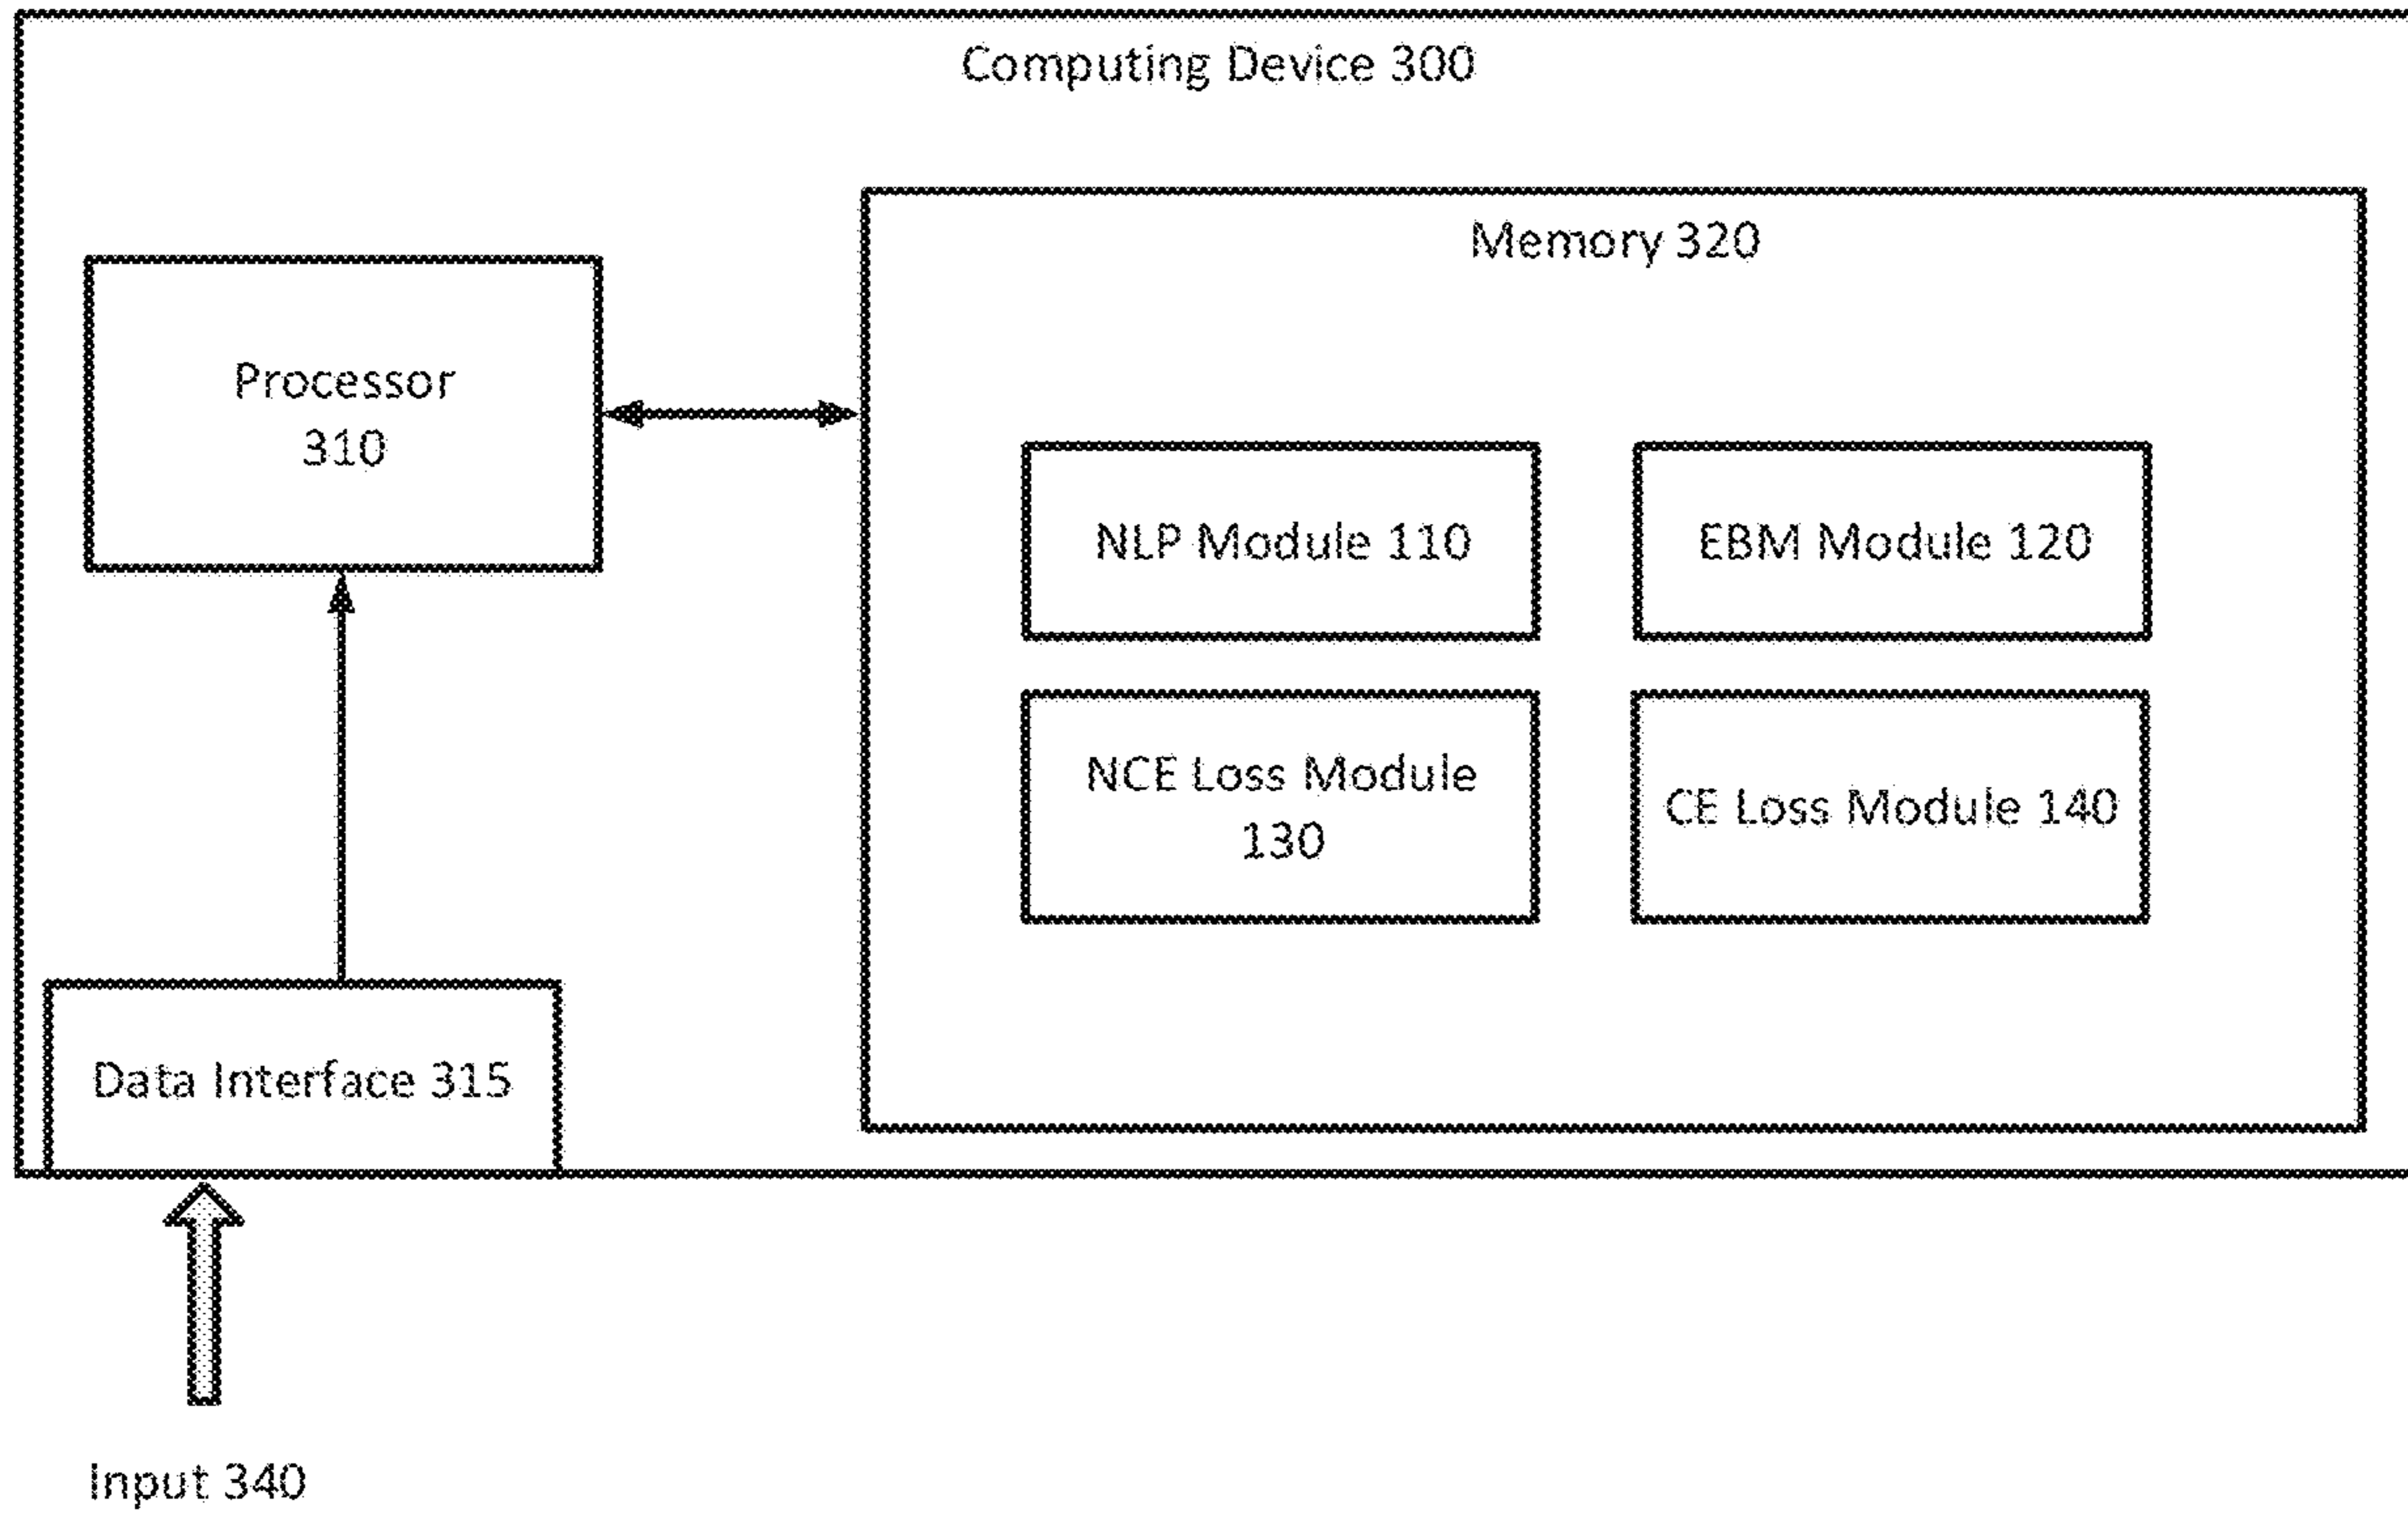 Computing Device 300
Memory 320
Processor
310
NLP Module 110
EBM Module 120
NCE Loss Module
130
CE Loss Module 140
Data Interface 315
Input 340